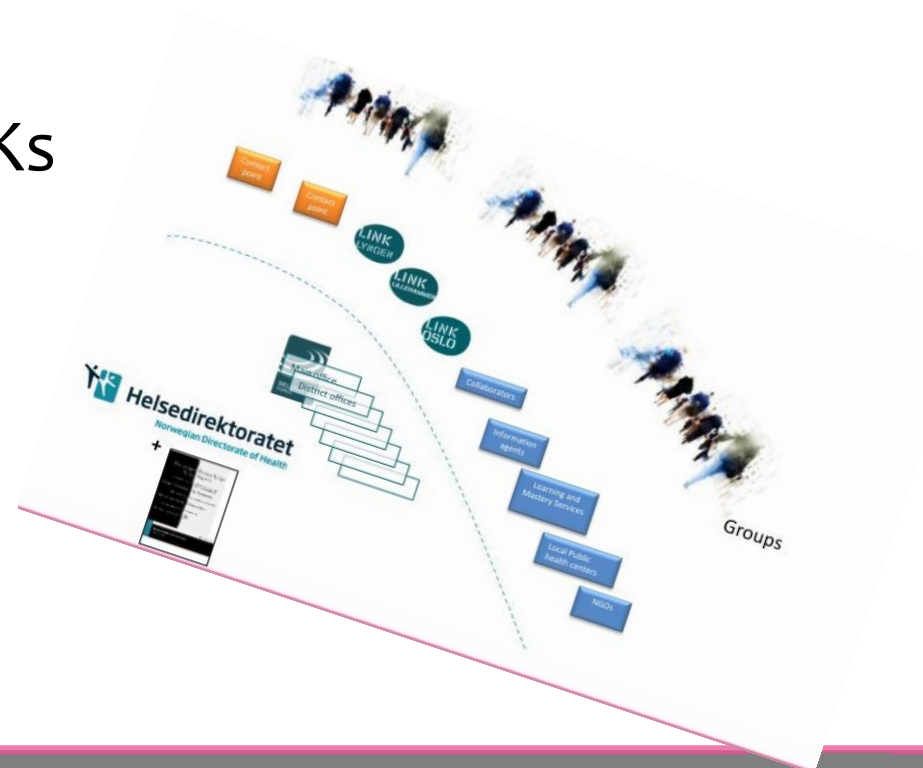 Ks
Contact
point
Contact
point
LINK
LYNGEN
LINK
LILLEHAMMER
LINK
OSLO
Main office
District offices
Helsedirektoratet
Norwegian Directorate of Health
+
Collaborators
Information
agents
Learning and
Mastery Services
Local Public
health centers
NGOs
Groups